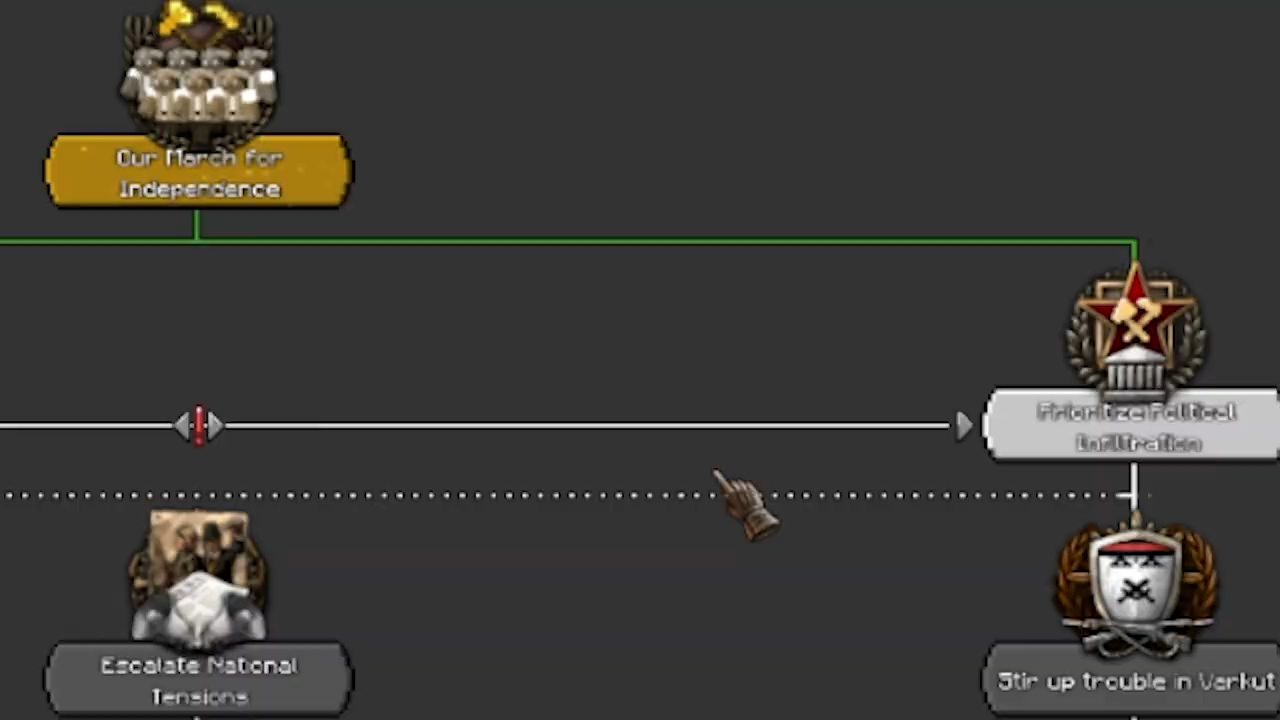 Our March for
Independence
Prioritize Political
Infiltration
Escalate National
Tensions
Stir up trouble in Varkut